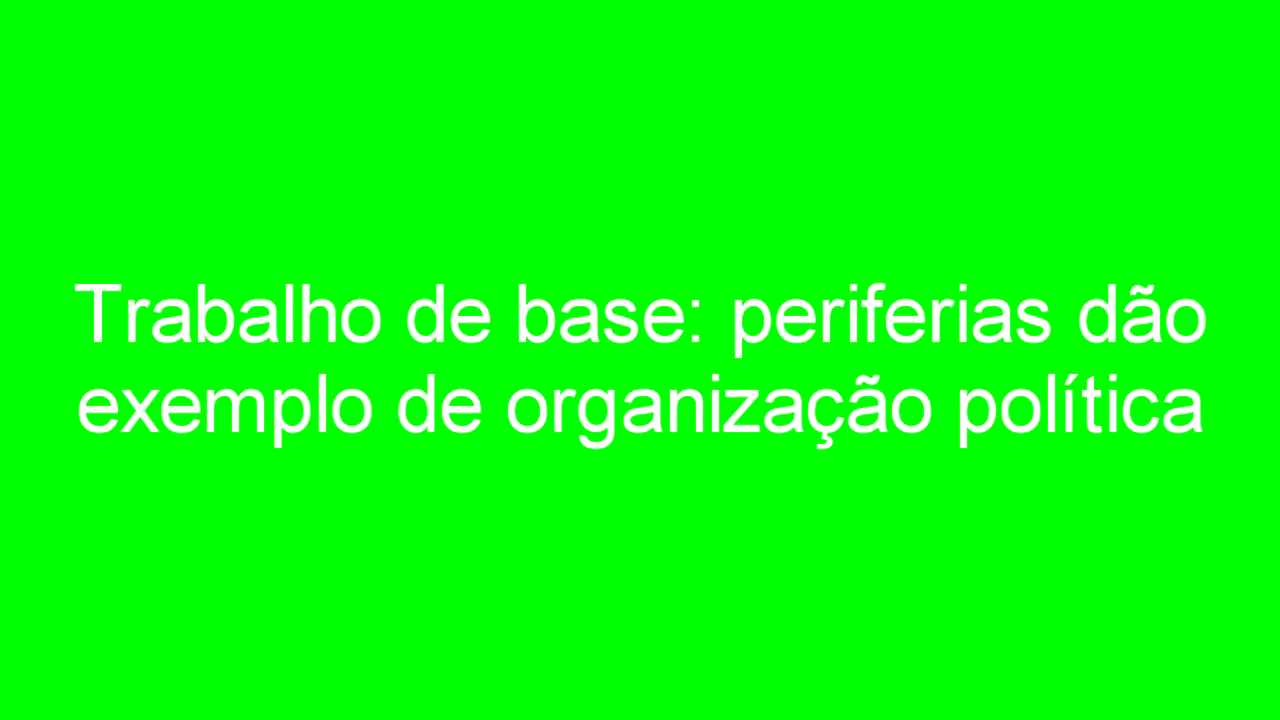 Trabalho de base: periferias dão
exemplo de organização política